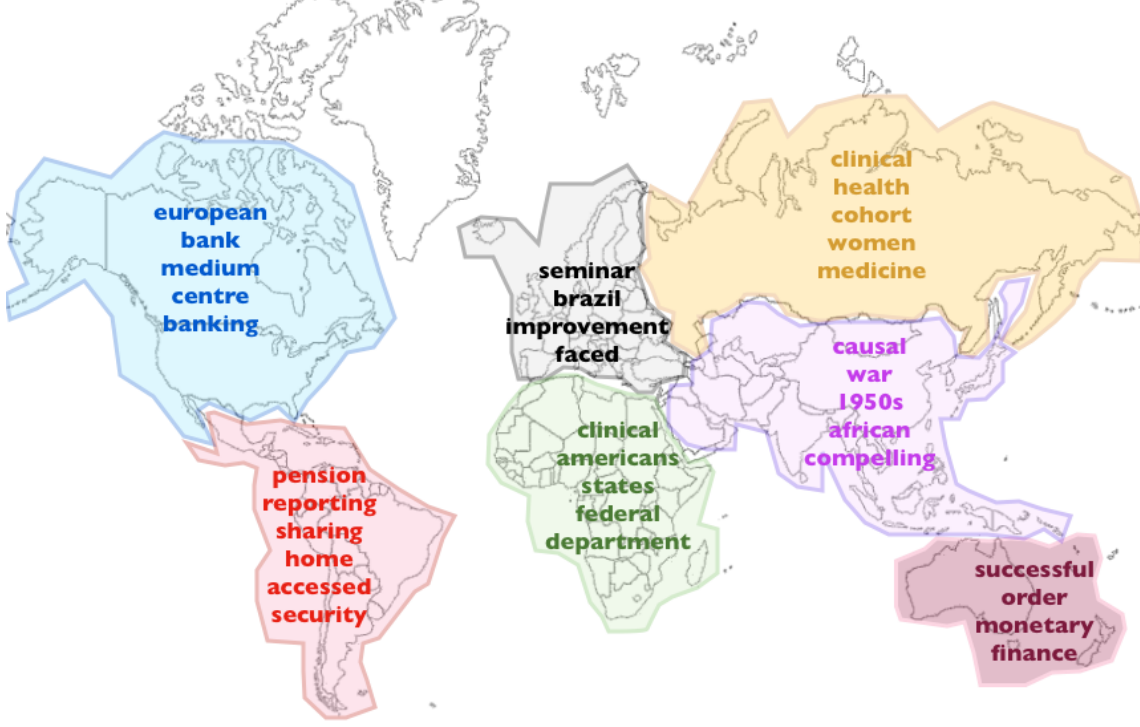 european
bank
medium
centre
banking
pension
reporting
sharing
home
accessed
security
seminar
brazil
improvement
faced
clinical
americans
states
federal
department
clinical
health
cohort
women
medicine
causal
war
1950s
african
compelling
successful
order
monetary
finance